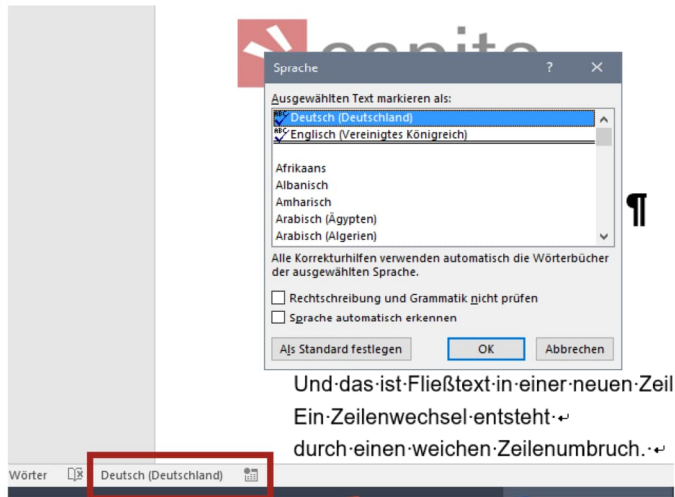 capito
Sprache ? ×
Ausgewählten Text markieren als:
Deutsch (Deutschland)
Englisch (Vereinigtes Königreich)
Afrikaans
Albanisch
Amharisch
Arabisch (Ägypten)
Arabisch (Algerien)
¶
Alle Korrekturhilfen verwenden automatisch die Wörterbücher
der ausgewählten Sprache.
Rechtschreibung und Grammatik nicht prüfen
Sprache automatisch erkennen
Als Standard festlegen OK Abbrechen
Und·das·ist·Fließtext·in·einer·neuen·Zeil
Ein·Zeilenwechsel·entsteht·↵
durch·einen·weichen·Zeilenumbruch.·↵
Wörter Deutsch (Deutschland)